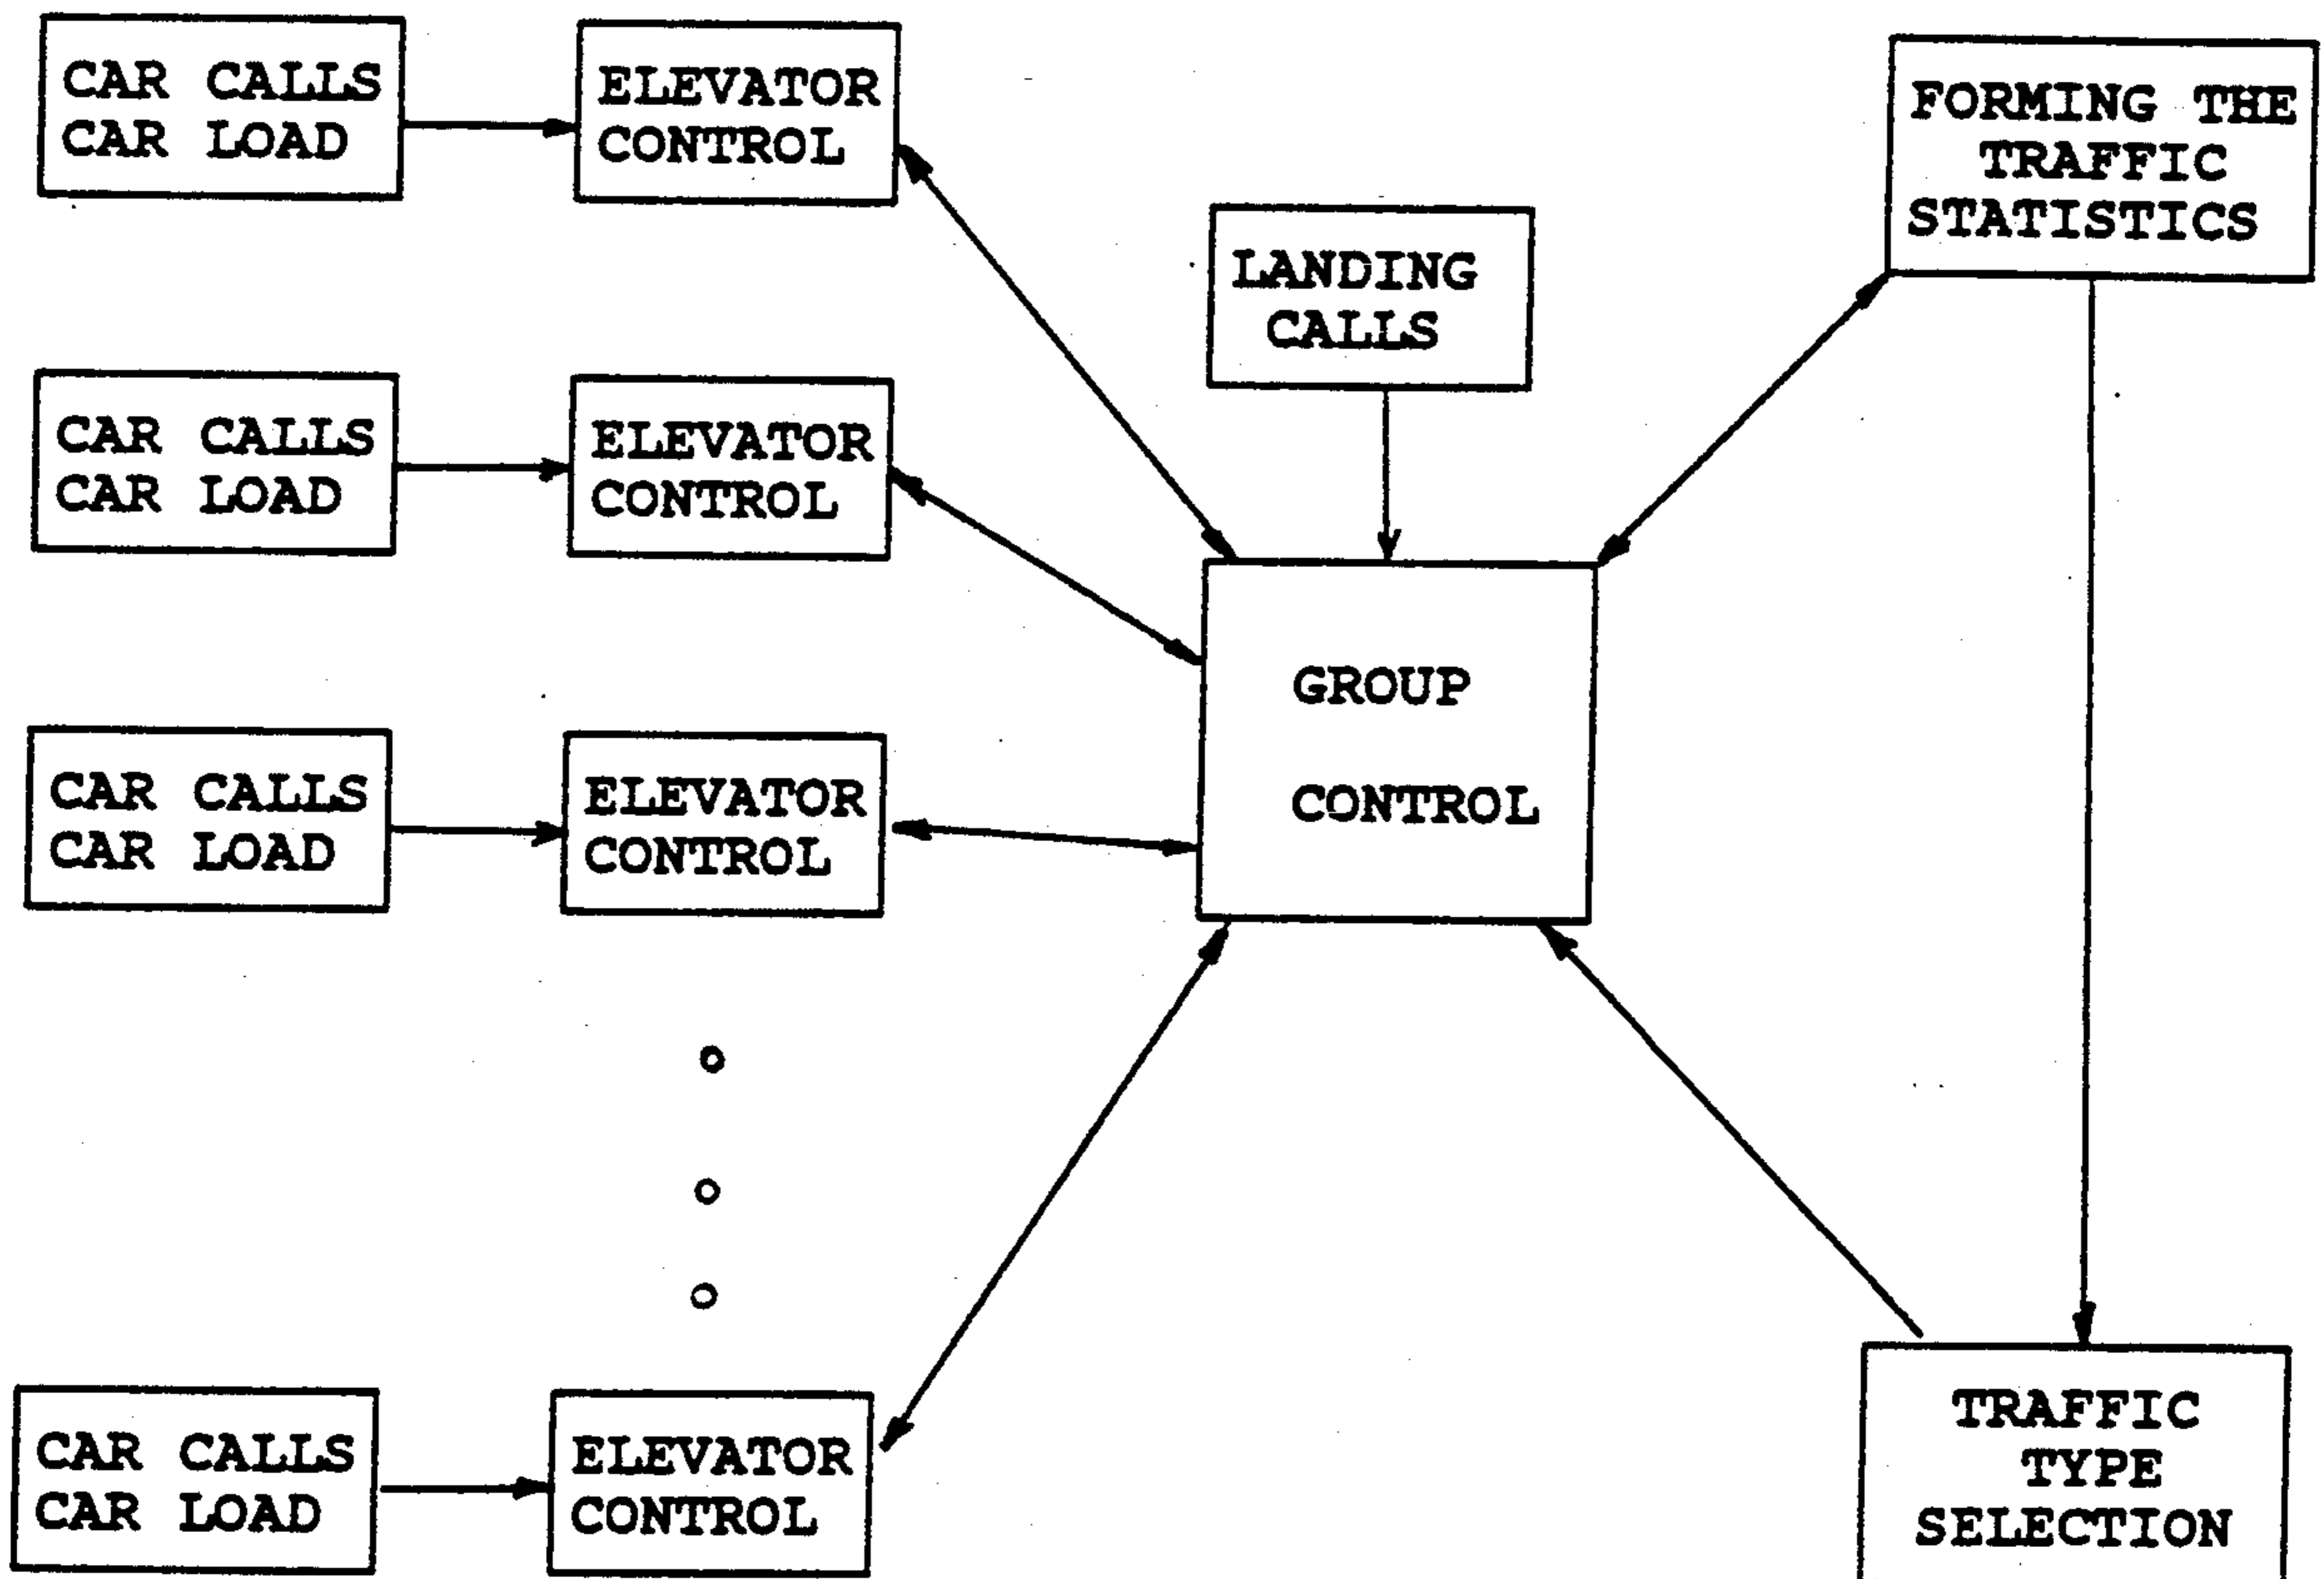 CAR CALLS
CAR LOAD
ELEVATOR
CONTROL
FORMING THE
TRAFFIC
STATISTICS
LANDING
CALLS
CAR CALLS
CAR LOAD
ELEVATOR
CONTROL
GROUP
CONTROL
CAR CALLS
CAR LOAD
ELEVATOR
CONTROL
CAR CALLS
CAR LOAD
ELEVATOR
CONTROL
TRAFFIC
TYPE
SELECTION